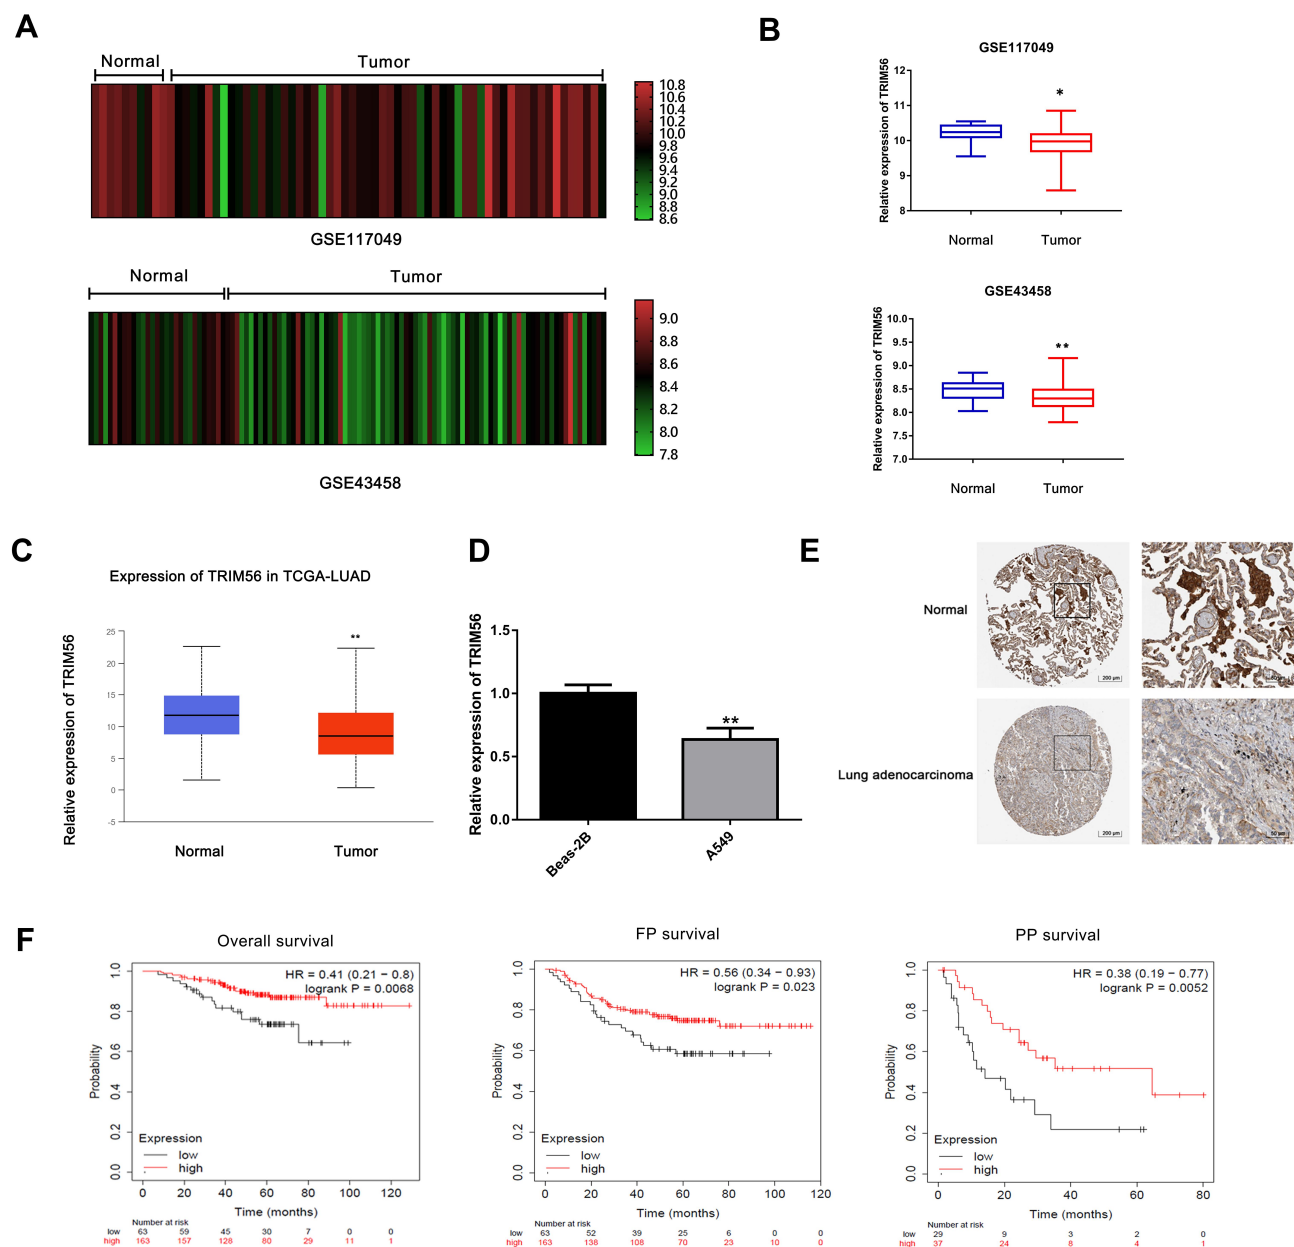 A
Normal
Tumor
10.8
10.6
10.4
10.2
10.0
9.8
9.6
9.4
9.2
9.0
8.8
8.6
GSE117049
Normal
Tumor
9.0
8.8
8.6
8.4
8.2
8.0
7.8
GSE43458
B
GSE117049
Relative expression of TRIM56
12
11
10
9
8
*
Normal
Tumor
GSE43458
Relative expression of TRIM56
10.0
9.5
9.0
8.5
8.0
7.5
7.0
**
Normal
Tumor
C
Expression of TRIM56 in TCGA-LUAD
Relative expression of TRIM56
25
20
15
10
5
0
-5
**
Normal
Tumor
D
Relative expression of TRIM56
1.5
1.0
0.5
0.0
**
Beas-2B
A549
E
Normal
200 μm
Lung adenocarcinoma
200 μm
50 μm
F
Overall survival
HR = 0.41 (0.21 − 0.8)
logrank P = 0.0068
Probability
1.0
0.8
0.6
0.4
0.2
0.0
Expression
low
high
0 20 40 60 80 100 120
Time (months)
Number at risk
low 63 59 45 30 7 0 0
high 163 157 128 80 29 11 1
FP survival
HR = 0.56 (0.34 − 0.93)
logrank P = 0.023
Probability
1.0
0.8
0.6
0.4
0.2
0.0
Expression
low
high
0 20 40 60 80 100 120
Time (months)
Number at risk
low 63 52 39 25 6 0 0
high 163 138 108 70 23 10 0
PP survival
HR = 0.38 (0.19 − 0.77)
logrank P = 0.0052
Probability
1.0
0.8
0.6
0.4
0.2
0.0
Expression
low
high
0 20 40 60 80
Time (months)
Number at risk
low 29 9 3 2 0
high 37 24 8 4 1